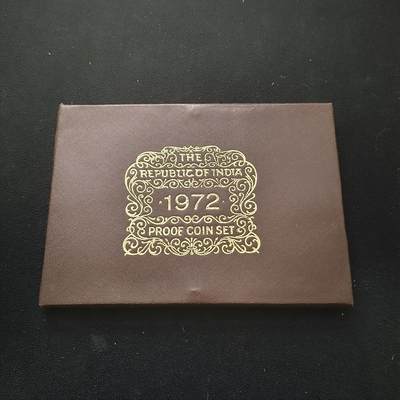 THE
REPUBLIC OF INDIA
·1972·
PROOF COIN SET